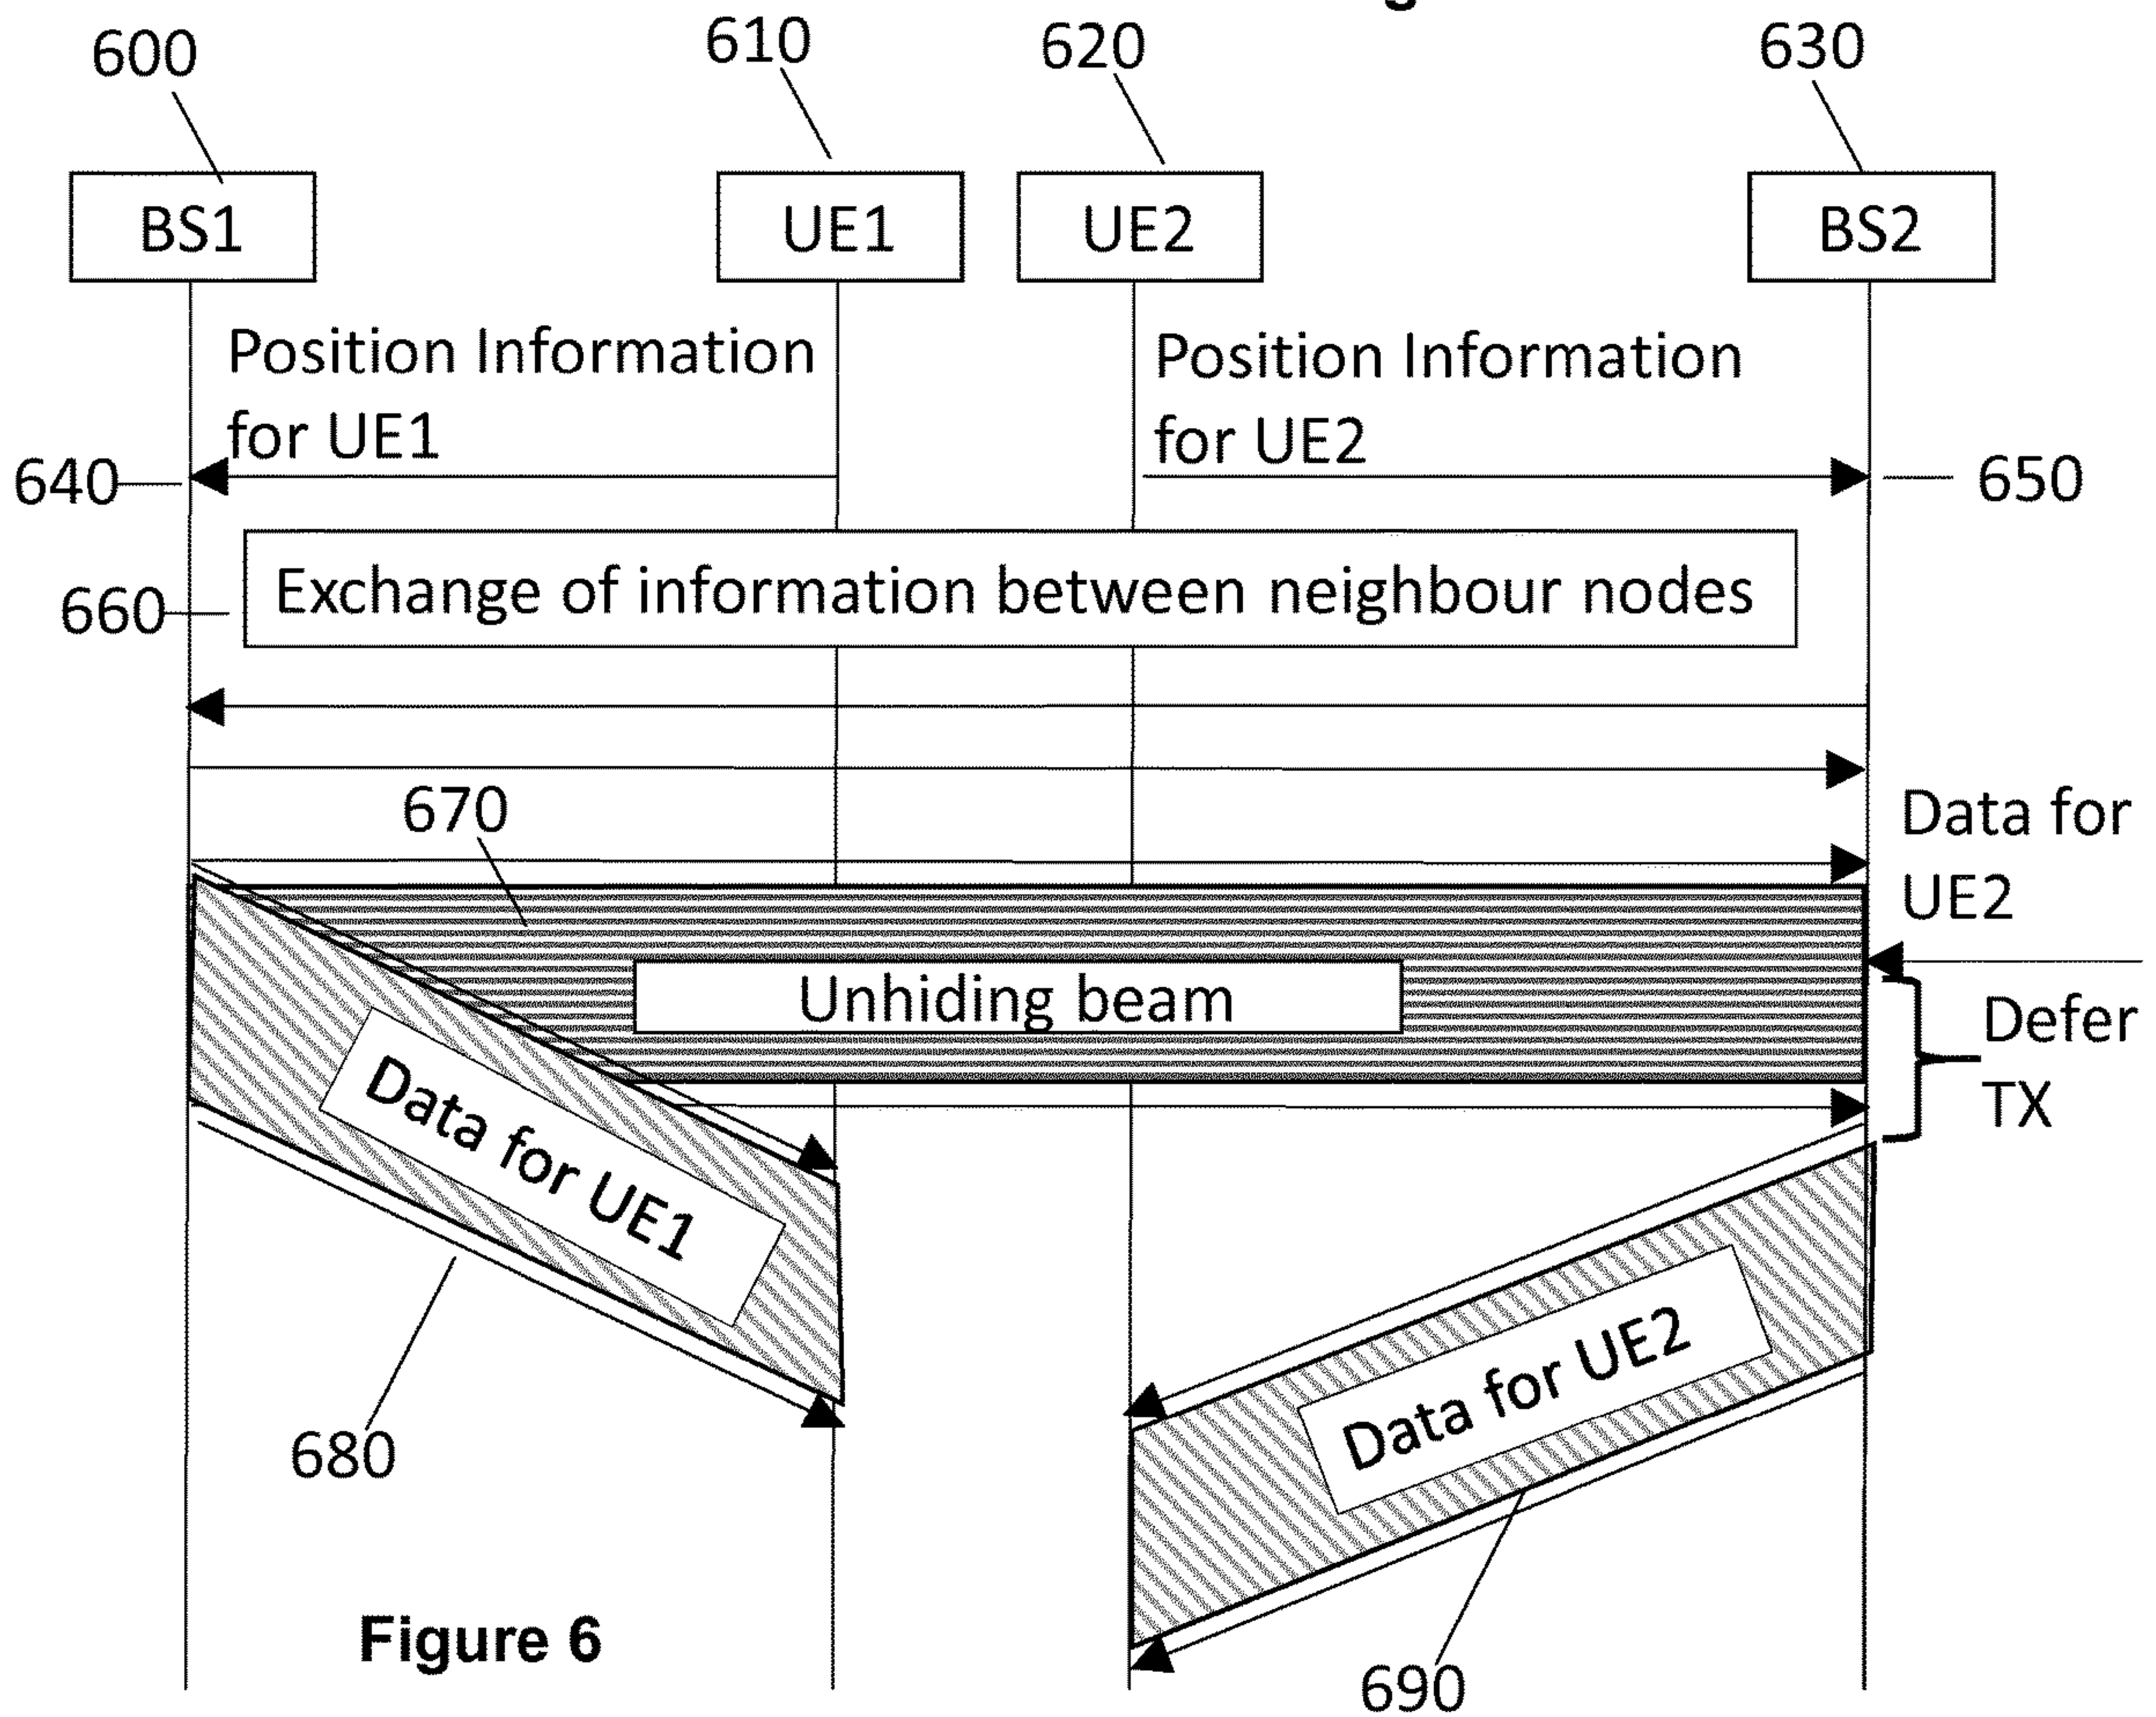 600
610
620
630
BS1
UE1
UE2
BS2
Position Information
for UE1
Position Information
for UE2
640
650
Exchange of information between neighbour nodes
660
670
Data for
UE2
Unhiding beam
Defer
TX
Data for UE1
Data for UE2
680
690
Figure 6